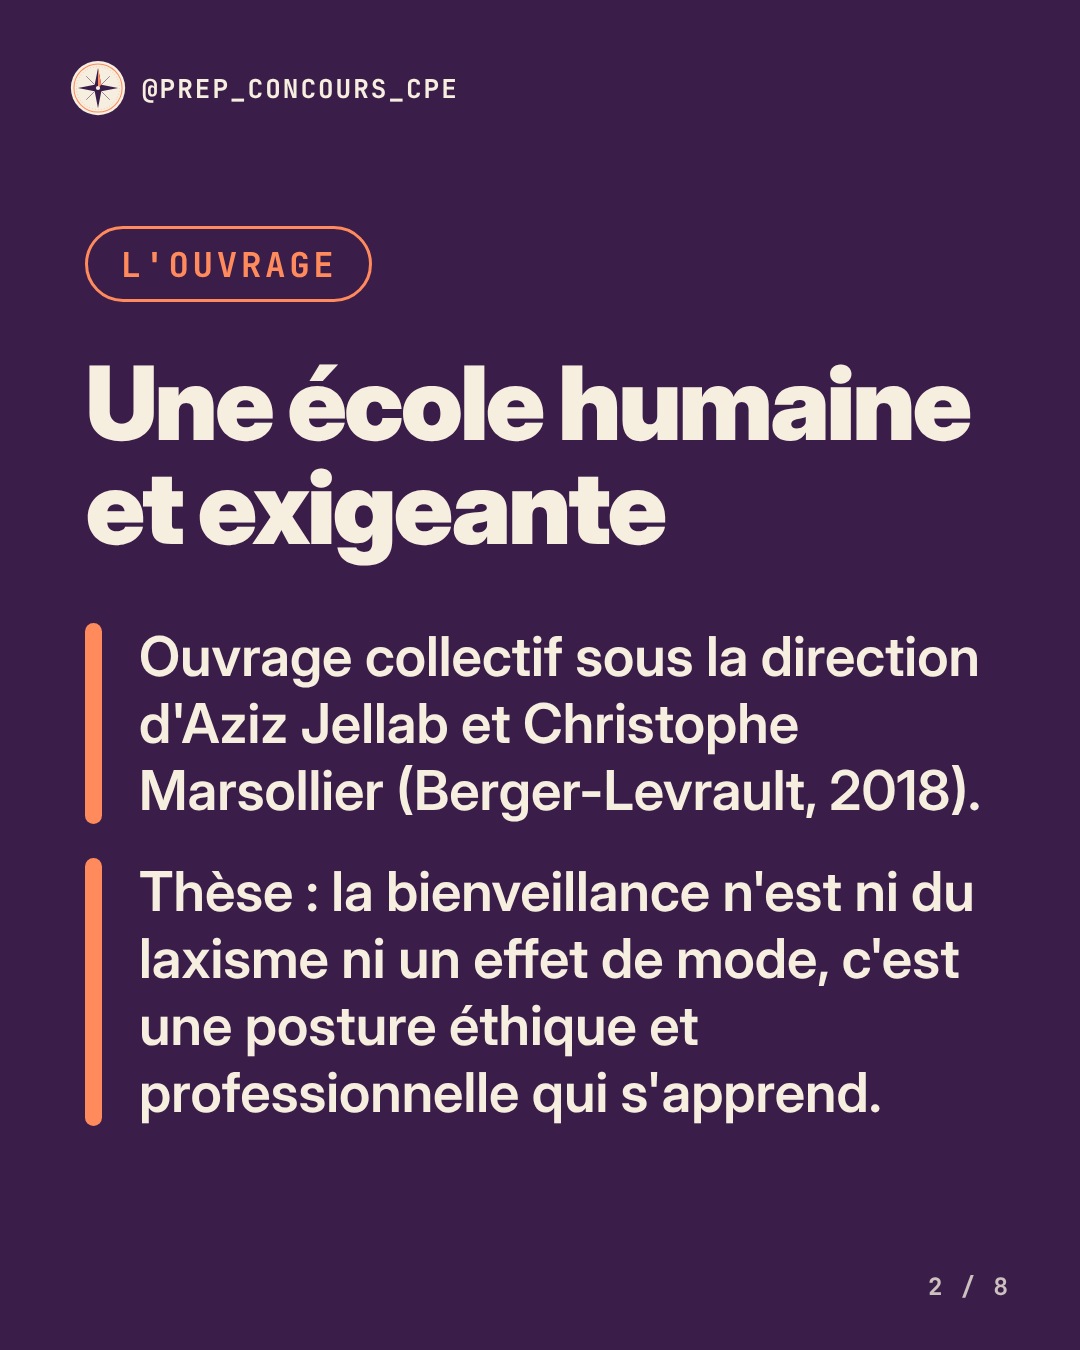 @PREP_CONCOURS_CPE
L'OUVRAGE
Une école humaine
et exigeante
Ouvrage collectif sous la direction
d'Aziz Jellab et Christophe
Marsollier (Berger-Levrault, 2018).
Thèse : la bienveillance n'est ni du
laxisme ni un effet de mode, c'est
une posture éthique et
professionnelle qui s'apprend.
2 / 8